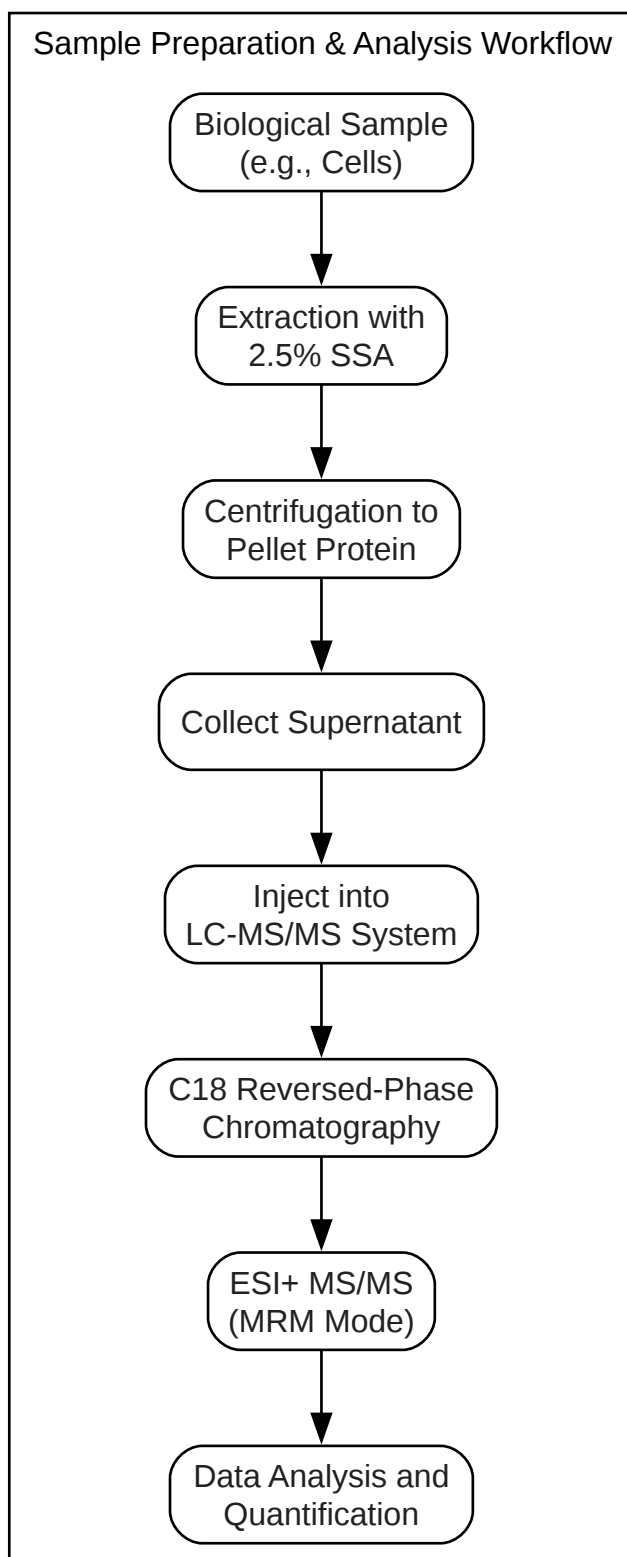 Sample Preparation & Analysis Workflow
Biological Sample
(e.g., Cells)
Extraction with
2.5% SSA
Centrifugation to
Pellet Protein
Collect Supernatant
Inject into
LC-MS/MS System
C18 Reversed-Phase
Chromatography
ESI+ MS/MS
(MRM Mode)
Data Analysis and
Quantification